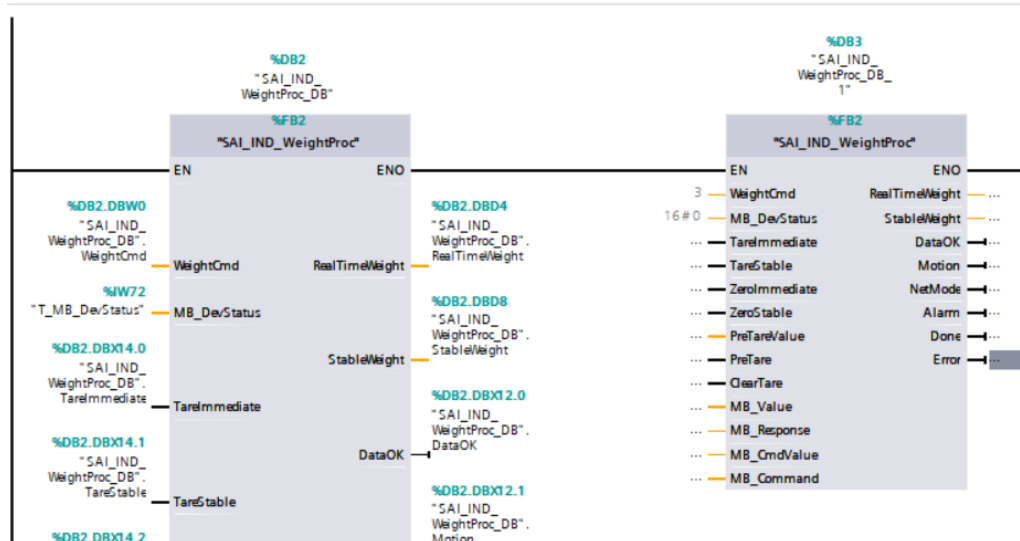 %DB2
"SAI_IND_
WeightProc_DB"
%FB2
"SAI_IND_WeightProc"
EN
ENO
%DB2.DBW0
"SAI_IND_
WeightProc_DB".
WeightCmd
WeightCmd
%IW72
"T_MB_DevStatus"
MB_DevStatus
%DB2.DBX14.0
"SAI_IND_
WeightProc_DB".
TareImmediate
TareImmediate
%DB2.DBX14.1
"SAI_IND_
WeightProc_DB".
TareStable
TareStable
%DB2.DBX14.2
RealTimeWeight
%DB2.DBD4
"SAI_IND_
WeightProc_DB".
RealTimeWeight
StableWeight
%DB2.DBD8
"SAI_IND_
WeightProc_DB".
StableWeight
DataOK
%DB2.DBX12.0
"SAI_IND_
WeightProc_DB".
DataOK
%DB2.DBX12.1
"SAI_IND_
WeightProc_DB".
Motion
%DB3
"SAI_IND_
WeightProc_DB_
1"
%FB2
"SAI_IND_WeightProc"
EN
ENO
3
WeightCmd
RealTimeWeight
...
16#0
MB_DevStatus
StableWeight
...
...
TareImmediate
DataOK
...
...
TareStable
Motion
...
...
ZeroImmediate
NetMode
...
...
ZeroStable
Alarm
...
...
PreTareValue
Done
...
...
PreTare
Error
...
...
ClearTare
...
MB_Value
...
MB_Response
...
MB_CmdValue
...
MB_Command